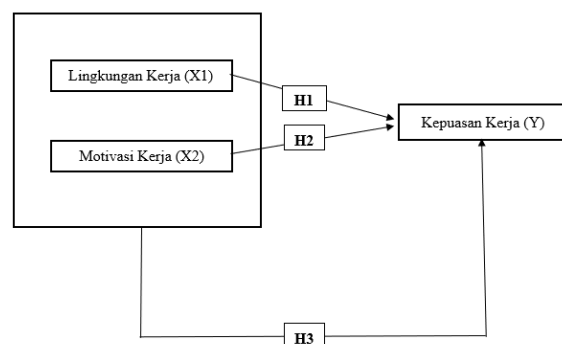 Lingkungan Kerja (X1)
H1
Kepuasan Kerja (Y)
H2
Motivasi Kerja (X2)
H3